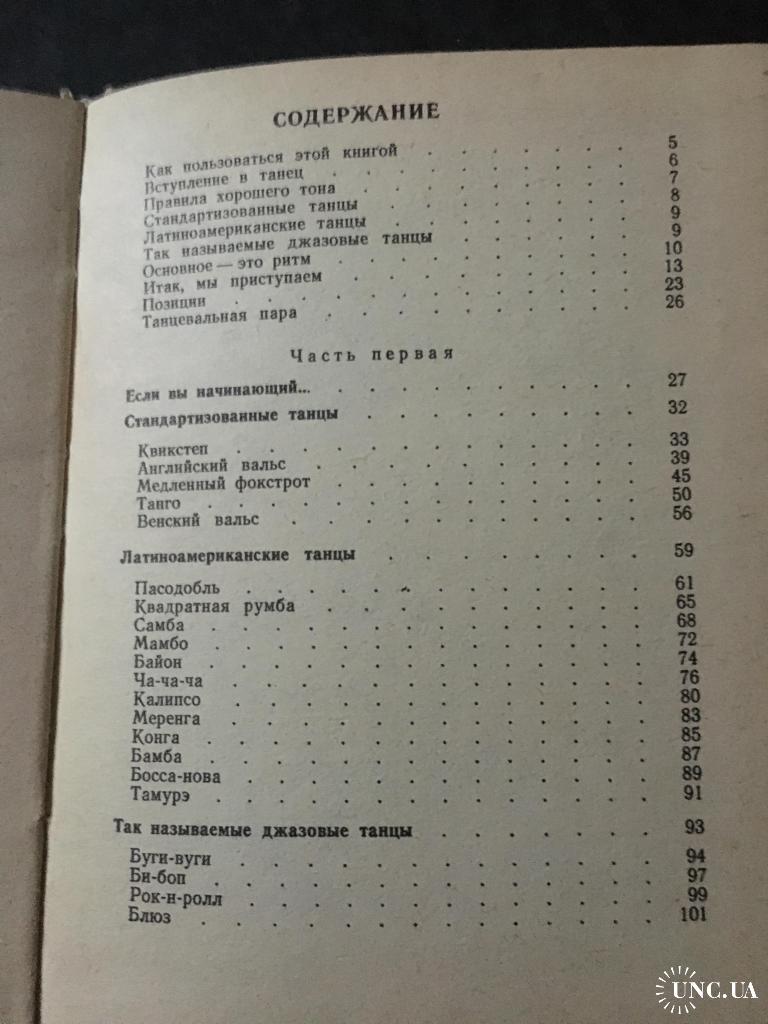 СОДЕРЖАНИЕ
Как пользоваться этой книгой . . . . . . 5
Вступление в танец . . . . . . . . 6
Правила хорошего тона . . . . . . . 7
Стандартизованные танцы . . . . . . . 8
Латиноамериканские танцы . . . . . . 9
Так называемые джазовые танцы . . . . . 9
Основное — это ритм . . . . . . . . 10
Итак, мы приступаем . . . . . . . . 13
Позиции . . . . . . . . . . . 23
Танцевальная пара . . . . . . . . 26
Часть первая
Если вы начинающий... . . . . . . . . 27
Стандартизованные танцы . . . . . . . 32
Квикстеп . . . . . . . . . . . 33
Английский вальс . . . . . . . . 39
Медленный фокстрот . . . . . . . . 45
Танго . . . . . . . . . . . . 50
Венский вальс . . . . . . . . . 56
Латиноамериканские танцы . . . . . . . 59
Пасодобль . . . . . . . . . . 61
Квадратная румба . . . . . . . . 65
Самба . . . . . . . . . . . 68
Мамбо . . . . . . . . . . . 72
Байон . . . . . . . . . . . 74
Ча-ча-ча . . . . . . . . . . . 76
Калипсо . . . . . . . . . . . 80
Меренга . . . . . . . . . . . 83
Конга . . . . . . . . . . . . 85
Бамба . . . . . . . . . . . . 87
Босса-нова . . . . . . . . . . 89
Тамурэ . . . . . . . . . . . 91
Так называемые джазовые танцы . . . . . . 93
Буги-вуги . . . . . . . . . . 94
Би-боп . . . . . . . . . . . 97
Рок-н-ролл . . . . . . . . . . 99
Блюз . . . . . . . . . . . . 101
UNC.UA